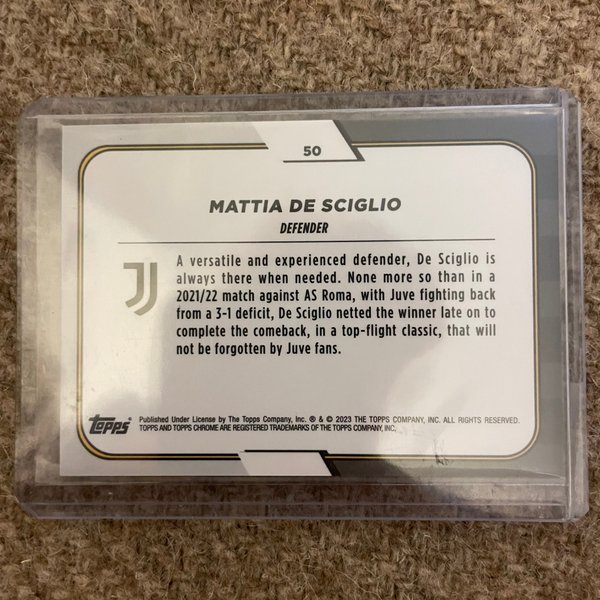 50
MATTIA DE SCIGLIO
DEFENDER
A versatile and experienced defender, De Sciglio is
always there when needed. None more so than in a
2021/22 match against AS Roma, with Juve fighting back
from a 3-1 deficit, De Sciglio netted the winner late on to
complete the comeback, in a top-flight classic, that will
not be forgotten by Juve fans.
TOPPS® Published Under License by The Topps Company, Inc. ® & © 2023 THE TOPPS COMPANY, INC. ALL RIGHTS RESERVED.
TOPPS AND TOPPS CHROME ARE REGISTERED TRADEMARKS OF THE TOPPS COMPANY, INC.